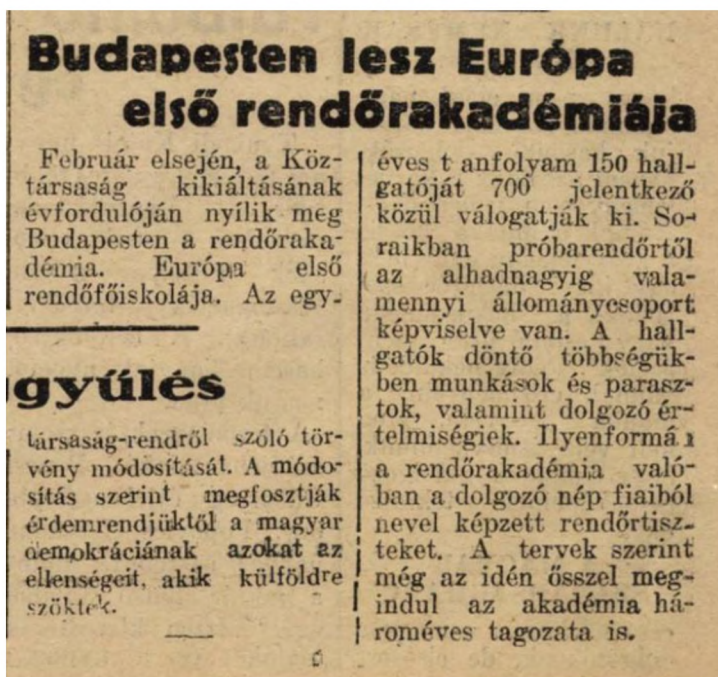 Budapesten lesz Európa
első rendőrakadémiája
Február elsején, a Köz-
társaság kikiáltásának
évfordulóján nyílik meg
Budapesten a rendőraka-
démia. Európa első
rendőfőiskolája. Az egy-
éves t anfolyam 150 hall-
gatóját 700 jelentkező
közül válogatják ki. So-
raikban próbarendőrtől
az alhadnagyig vala-
mennyi állománycsoport
képviselve van. A hall-
gatók döntő többségük-
ben munkások és parasz-
tok, valamint dolgozó ér-
telmiségiek. Ilyenformá
a rendőrakadémia való-
ban a dolgozó nép fiaiból
nevel képzett rendőrtisz-
teket. A tervek szerint
még az idén ősszel meg-
indul az akadémia há-
roméves tagozata is.
gyűlés
társaság-rendről szóló tör-
vény módosítását. A módo-
sítás szerint megfosztják
érdemrendjüktől a magyar
demokráciának azokat az
ellenségeit, akik külföldre
szöktek.